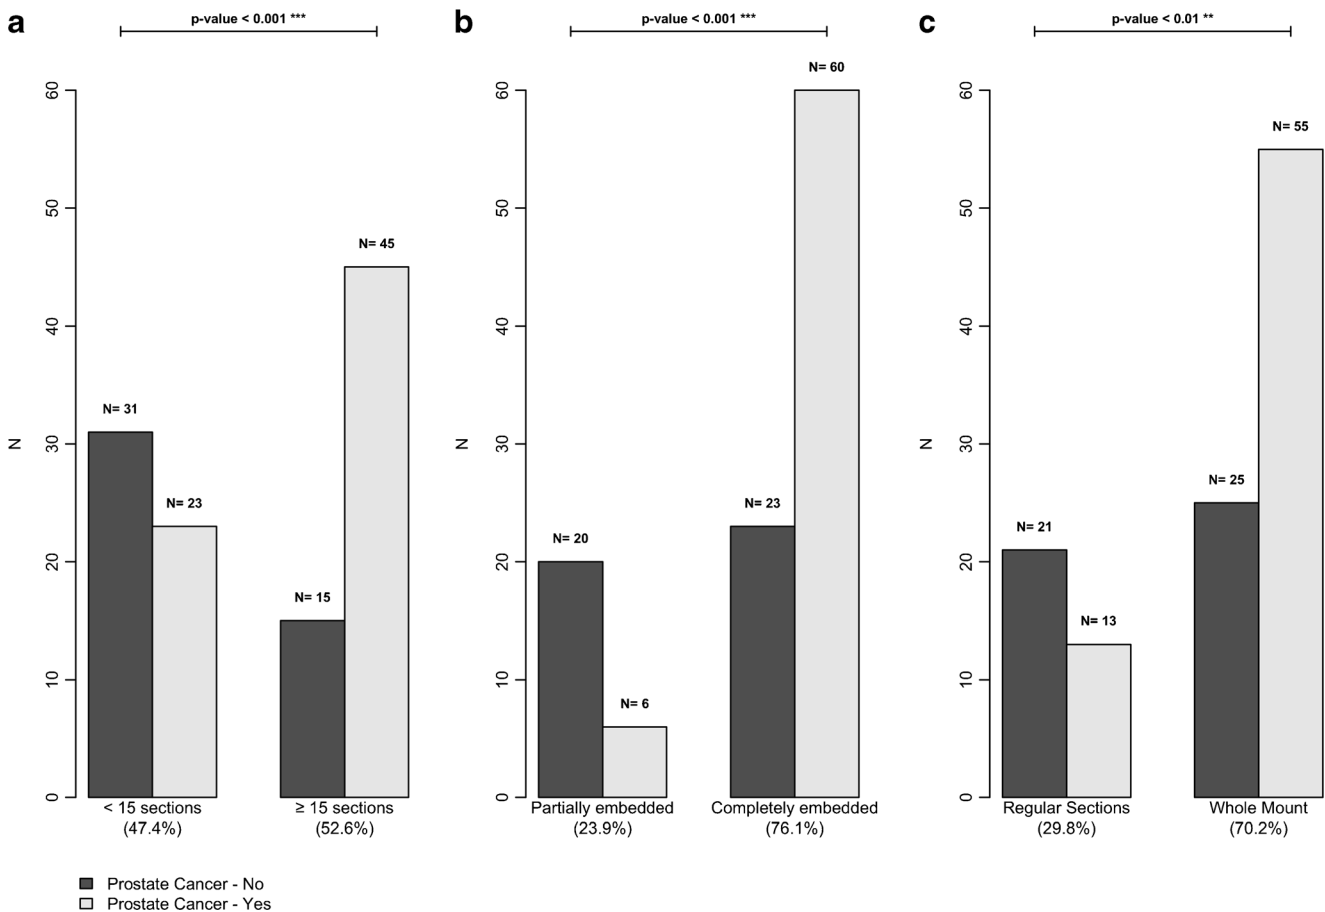 a
p-value < 0.001 ***
N
0
10
20
30
40
50
60
N= 31
N= 23
N= 15
N= 45
< 15 sections
(47.4%)
≥ 15 sections
(52.6%)
b
p-value < 0.001 ***
N
0
10
20
30
40
50
60
N= 20
N= 6
N= 23
N= 60
Partially embedded
(23.9%)
Completely embedded
(76.1%)
c
p-value < 0.01 **
N
0
10
20
30
40
50
60
N= 21
N= 13
N= 25
N= 55
Regular Sections
(29.8%)
Whole Mount
(70.2%)
Prostate Cancer - No
Prostate Cancer - Yes